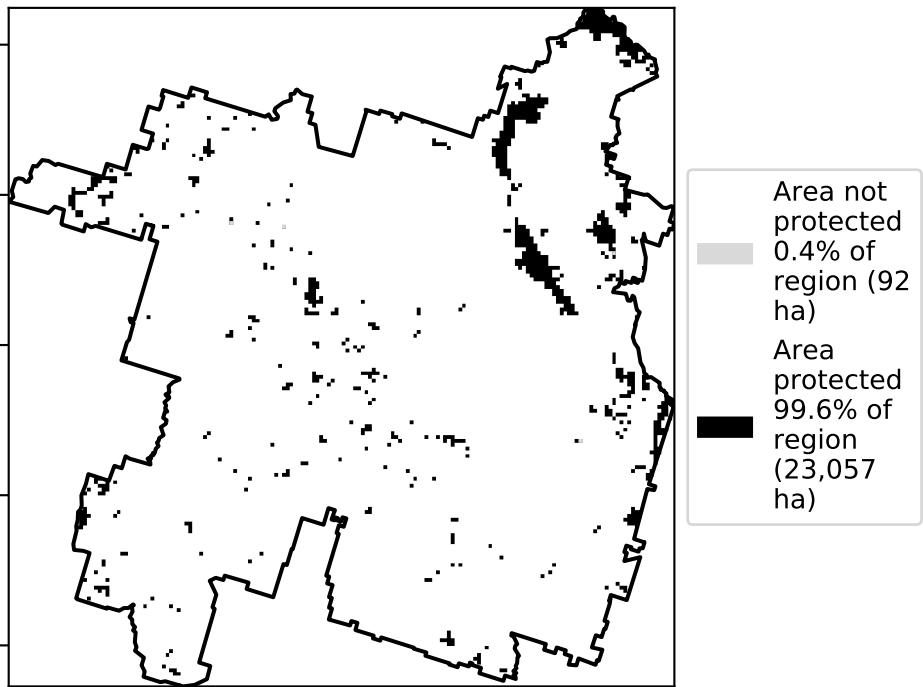 Area not
protected
0.4% of
region (92
ha)
Area
protected
99.6% of
region
(23,057
ha)